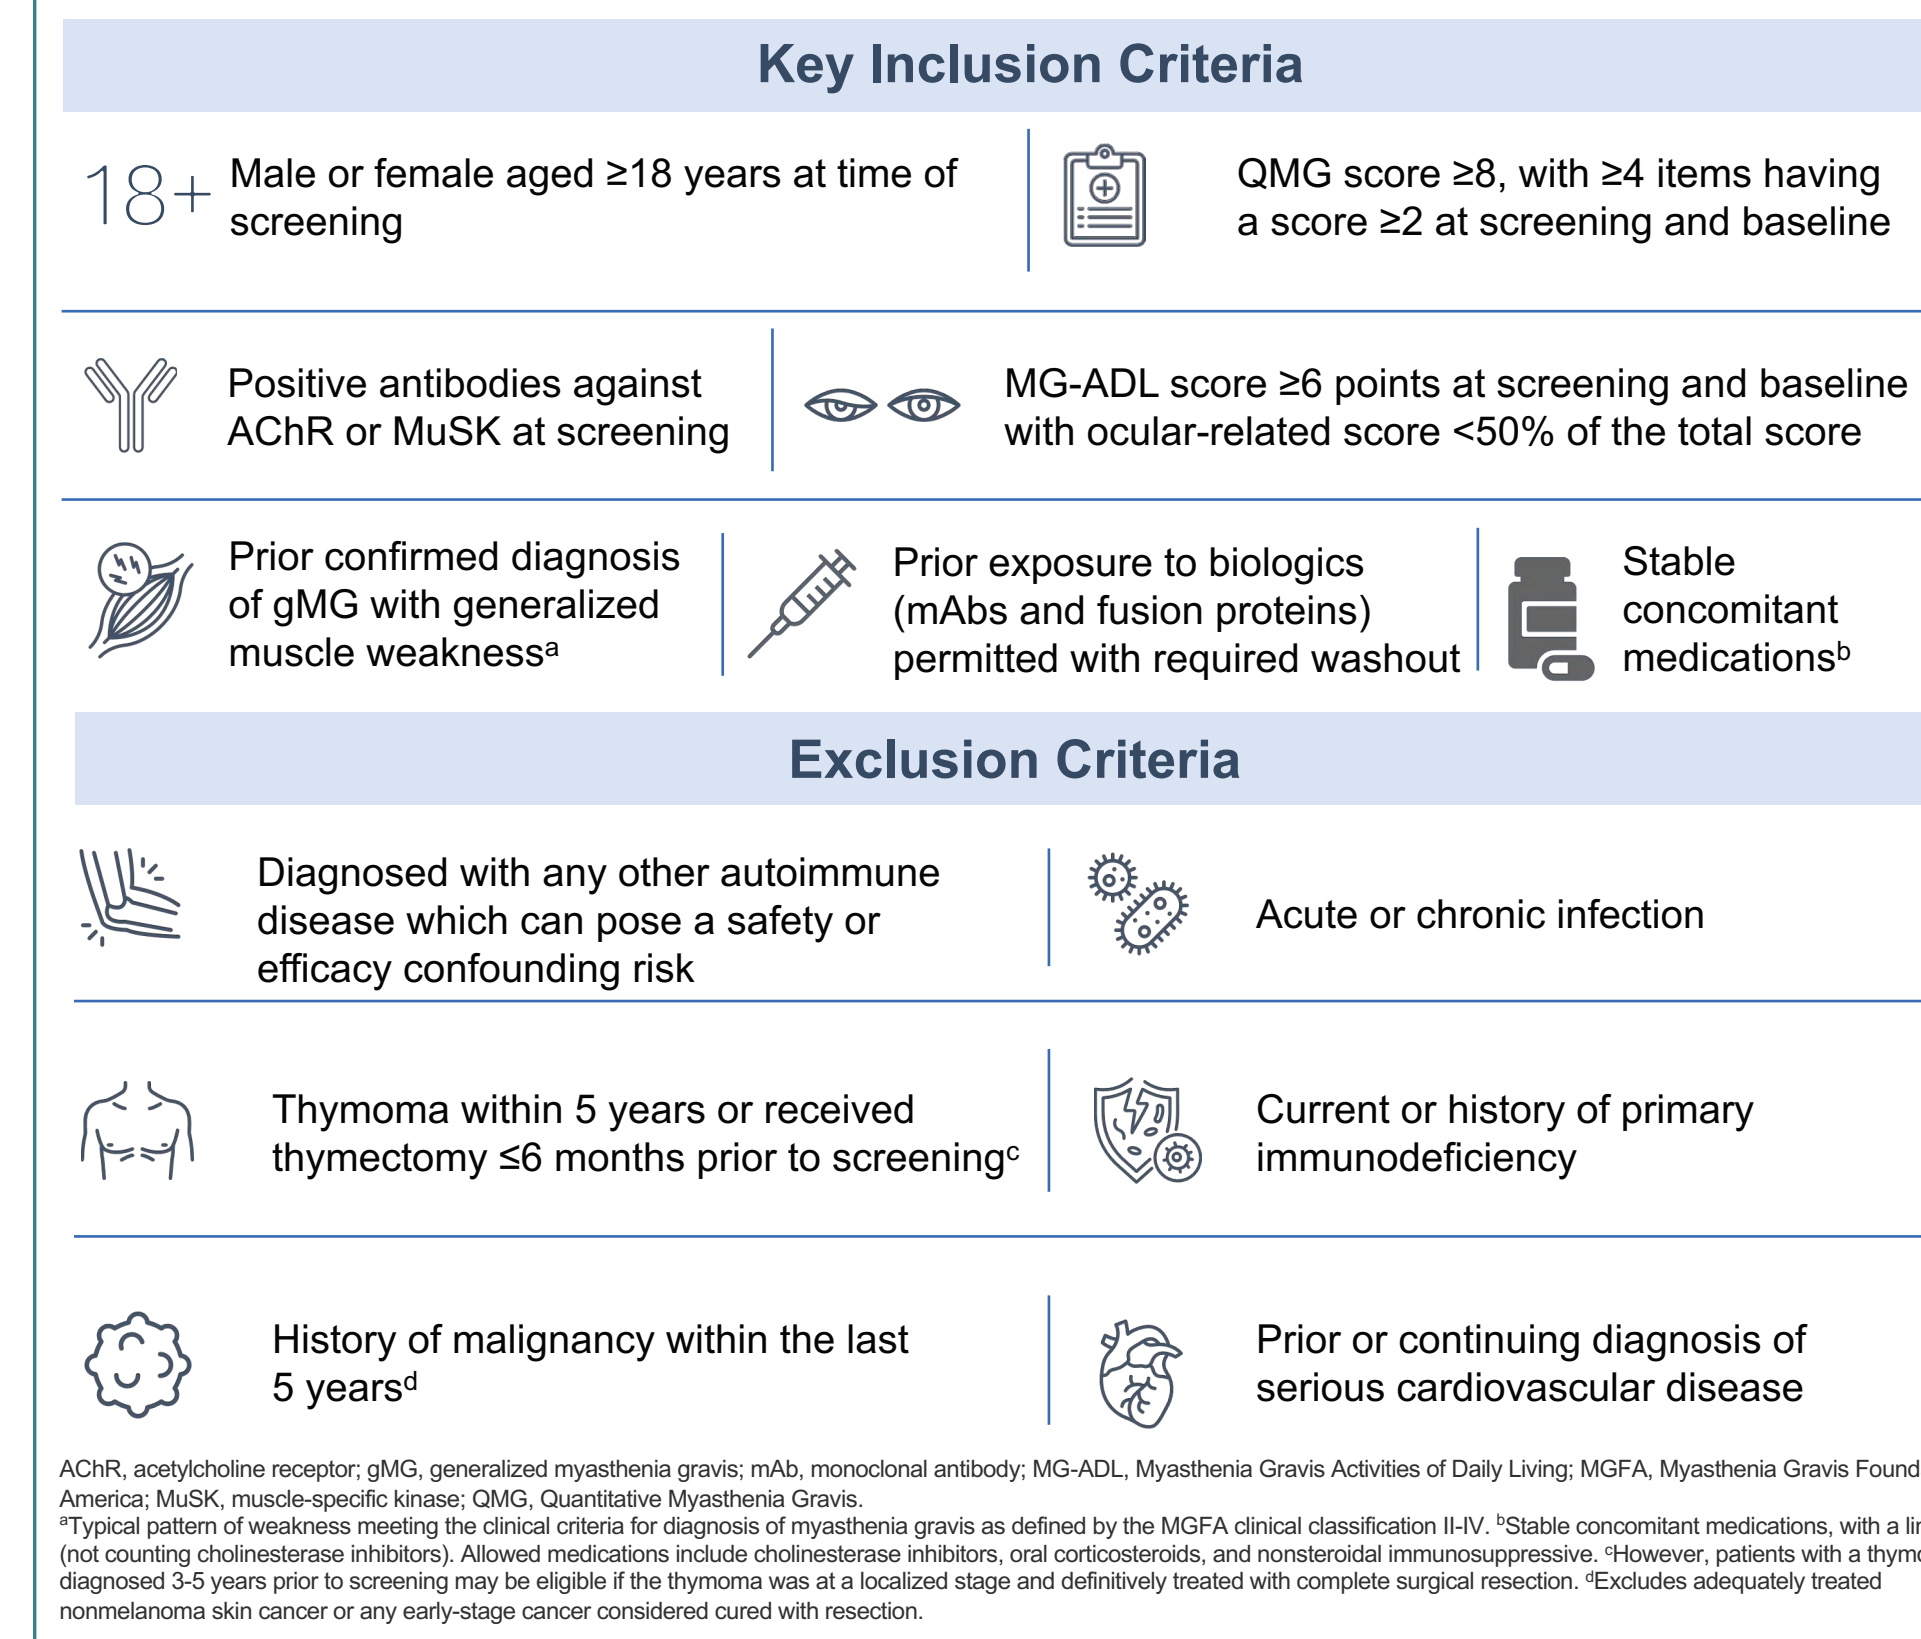 Key Inclusion Criteria
18+
Male or female aged ≥18 years at time of
screening
QMG score ≥8, with ≥4 items having
a score ≥2 at screening and baseline
Positive antibodies against
AChR or MuSK at screening
MG-ADL score ≥6 points at screening and baseline
with ocular-related score <50% of the total score
Prior confirmed diagnosis
of gMG with generalized
muscle weaknessᵃ
Prior exposure to biologics
(mAbs and fusion proteins)
permitted with required washout
Stable
concomitant
medicationsᵇ
Exclusion Criteria
Diagnosed with any other autoimmune
disease which can pose a safety or
efficacy confounding risk
Acute or chronic infection
Thymoma within 5 years or received
thymectomy ≤6 months prior to screeningᶜ
Current or history of primary
immunodeficiency
History of malignancy within the last
5 yearsᵈ
Prior or continuing diagnosis of
serious cardiovascular disease
AChR, acetylcholine receptor; gMG, generalized myasthenia gravis; mAb, monoclonal antibody; MG-ADL, Myasthenia Gravis Activities of Daily Living; MGFA, Myasthenia Gravis
America; MuSK, muscle-specific kinase; QMG, Quantitative Myasthenia Gravis.
ᵃTypical pattern of weakness meeting the clinical criteria for diagnosis of myasthenia gravis as defined by the MGFA clinical classification II-IV. ᵇStable concomitant medications, with a
(not counting cholinesterase inhibitors). Allowed medications include cholinesterase inhibitors, oral corticosteroids, and nonsteroidal immunosuppressive. ᶜHowever, patients with a
diagnosed 3-5 years prior to screening may be eligible if the thymoma was at a localized stage and definitively treated with complete surgical resection. ᵈExcludes adequately treated
nonmelanoma skin cancer or any early-stage cancer considered cured with resection.